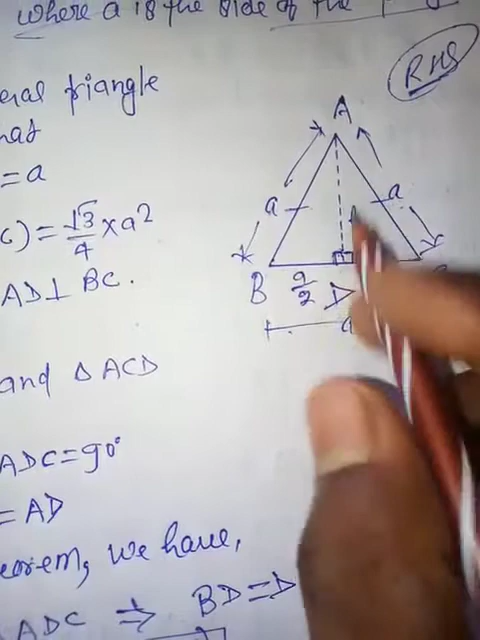 where a is the side of the
RHS
eral triangle
hat
A
= a
a
a
c) = √3/4 × a²
AD ⊥ BC.
B a/2 D
a
and △ ACD
ADC = 90°
= AD
eorem, we have,
ADC ⇒ BD = D